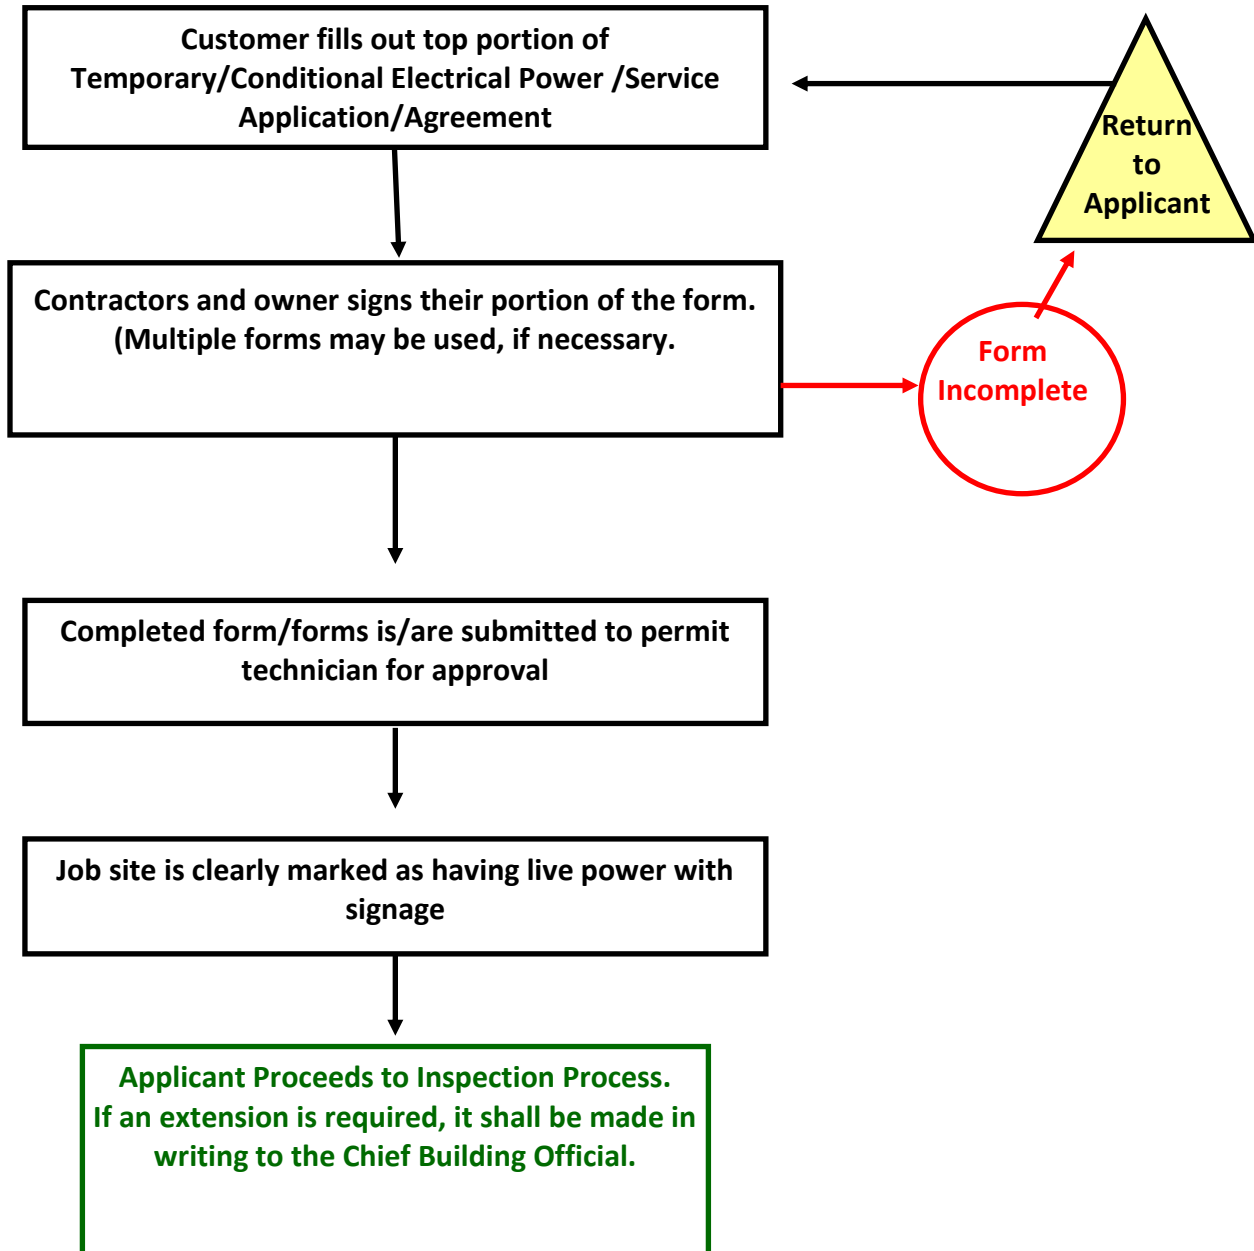 Customer fills out top portion of
Temporary/Conditional Electrical Power /Service
Application/Agreement
Return
to
Applicant
Contractors and owner signs their portion of the form.
(Multiple forms may be used, if necessary.
Form
Incomplete
Completed form/forms is/are submitted to permit
technician for approval
Job site is clearly marked as having live power with
signage
Applicant Proceeds to Inspection Process.
If an extension is required, it shall be made in
writing to the Chief Building Official.